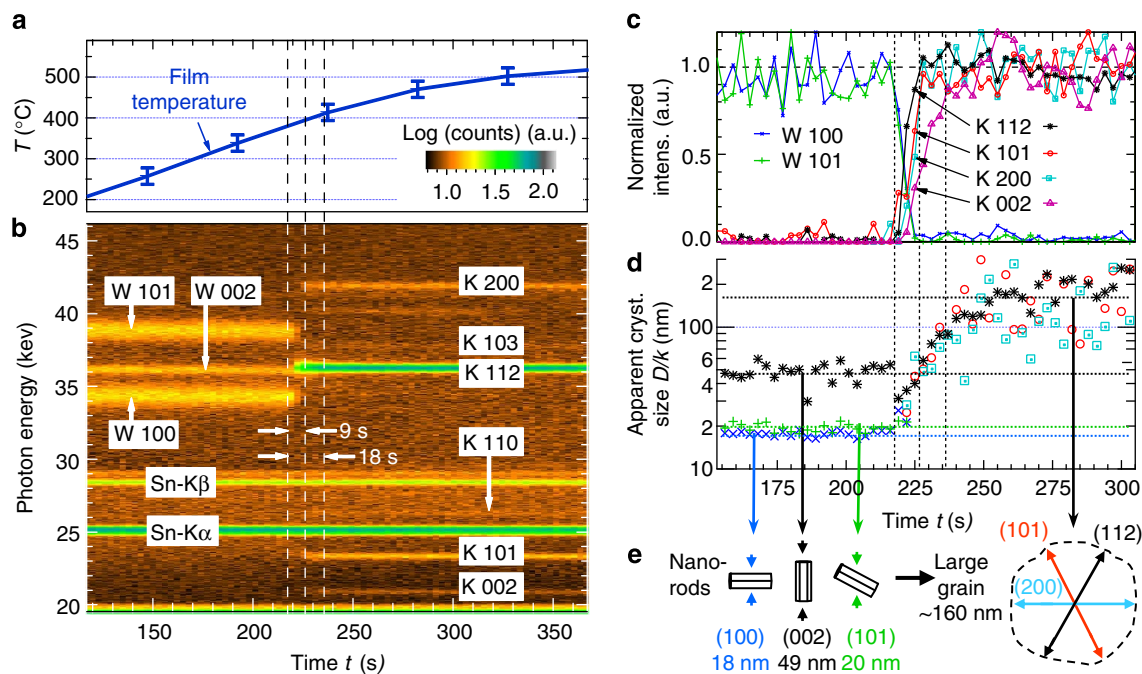 a
T (°C)
500
400
300
200
Film
temperature
Log (counts) (a.u.)
1.0 1.5 2.0
b
Photon energy (kev)
45
40
35
30
25
20
W 101 W 002
W 100
K 200
K 103
K 112
9 s
18 s
K 110
Sn-Kβ
Sn-Kα
K 101
K 002
150 200 250 300 350
Time t (s)
c
Normalized
intens. (a.u.)
1.0
0.5
0.0
W 100
W 101
K 112
K 101
K 200
K 002
d
Apparent cryst.
size D/k (nm)
2
100
6
4
2
10
150 175 200 225 250 275 300
Time t (s)
e
Nano-
rods
(100) (002) (101)
18 nm 49 nm 20 nm
Large
grain
~160 nm
(101) (112)
(200)